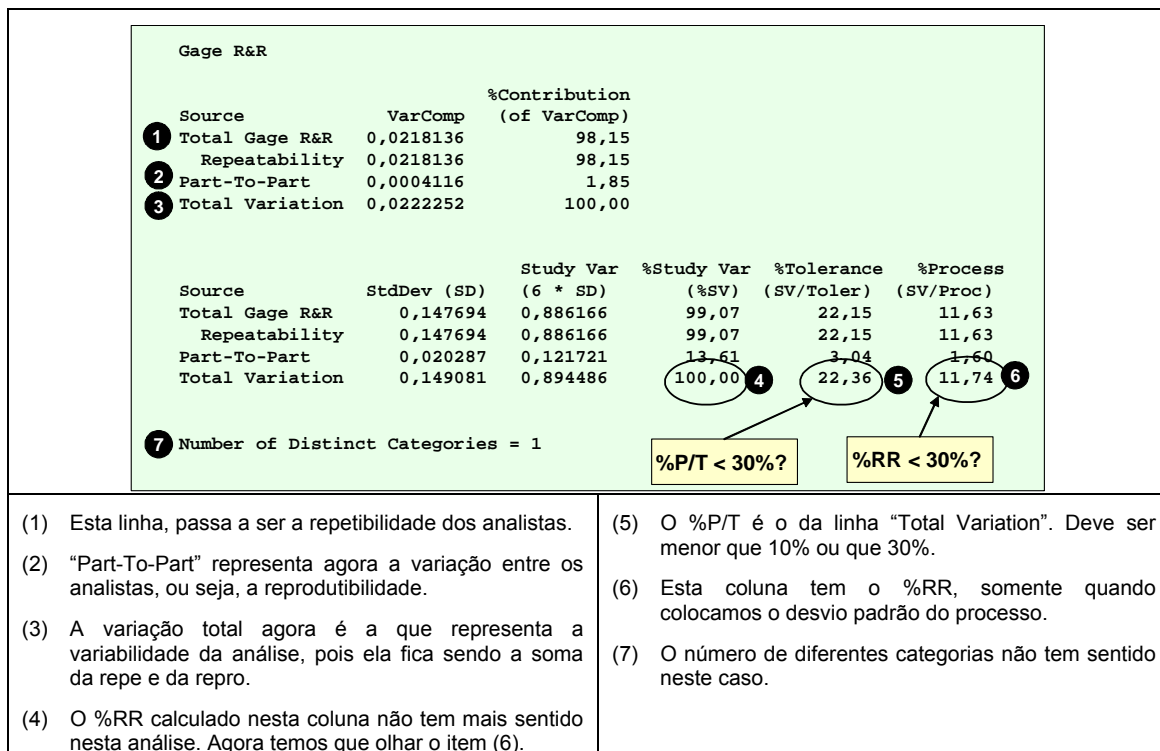 Gage R&R
%Contribution
Source VarComp (of VarComp)
1 Total Gage R&R 0,0218136 98,15
Repeatability 0,0218136 98,15
2 Part-To-Part 0,0004116 1,85
3 Total Variation 0,0222252 100,00
Study Var %Study Var %Tolerance %Process
Source StdDev (SD) (6 * SD) (%SV) (SV/Toler) (SV/Proc)
Total Gage R&R 0,147694 0,886166 99,07 22,15 11,63
Repeatability 0,147694 0,886166 99,07 22,15 11,63
Part-To-Part 0,020287 0,121721 13,61 3,04 1,60
Total Variation 0,149081 0,894486 100,00 4 22,36 5 11,74 6
7 Number of Distinct Categories = 1
%P/T < 30%?
%RR < 30%?
(1) Esta linha, passa a ser a repetibilidade dos analistas.
(2) “Part-To-Part” representa agora a variação entre os
analistas, ou seja, a reprodutibilidade.
(3) A variação total agora é a que representa a
variabilidade da análise, pois ela fica sendo a soma
da repe e da repro.
(4) O %RR calculado nesta coluna não tem mais sentido
nesta análise. Agora temos que olhar o item (6).
(5) O %P/T é o da linha “Total Variation”. Deve ser
menor que 10% ou que 30%.
(6) Esta coluna tem o %RR, somente quando
colocamos o desvio padrão do processo.
(7) O número de diferentes categorias não tem sentido
neste caso.